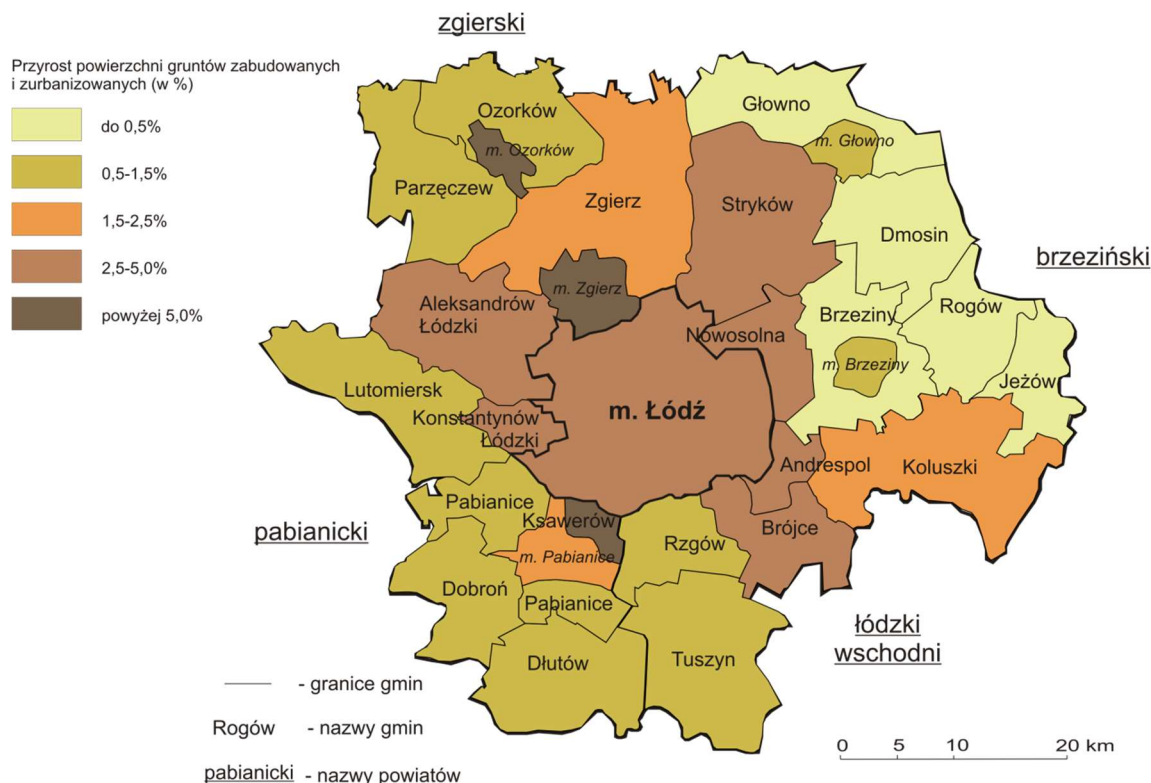 zgierski
Przyrost powierzchni gruntów zabudowanych
i zurbanizowanych (w %)
do 0,5%
0,5-1,5%
1,5-2,5%
2,5-5,0%
powyżej 5,0%
Ozorków
m. Ozorków
Parzęczew
Zgierz
Głowno
m. Głowno
Stryków
Dmosin
brzeziński
m. Zgierz
Aleksandrów
Łódzki
Nowosolna
Brzeziny
Rogów
m. Brzeziny
Jeżów
Lutomiersk
Konstantynów
Łódzki
m. Łódź
Andrespol
Koluszki
Pabianice
Ksawerów
m. Pabianice
Rzgów
Brójce
pabianicki
Dobroń
Pabianice
Dłutów
Tuszyn
łódzki
wschodni
- granice gmin
Rogów - nazwy gmin
pabianicki - nazwy powiatów
0 5 10 20 km